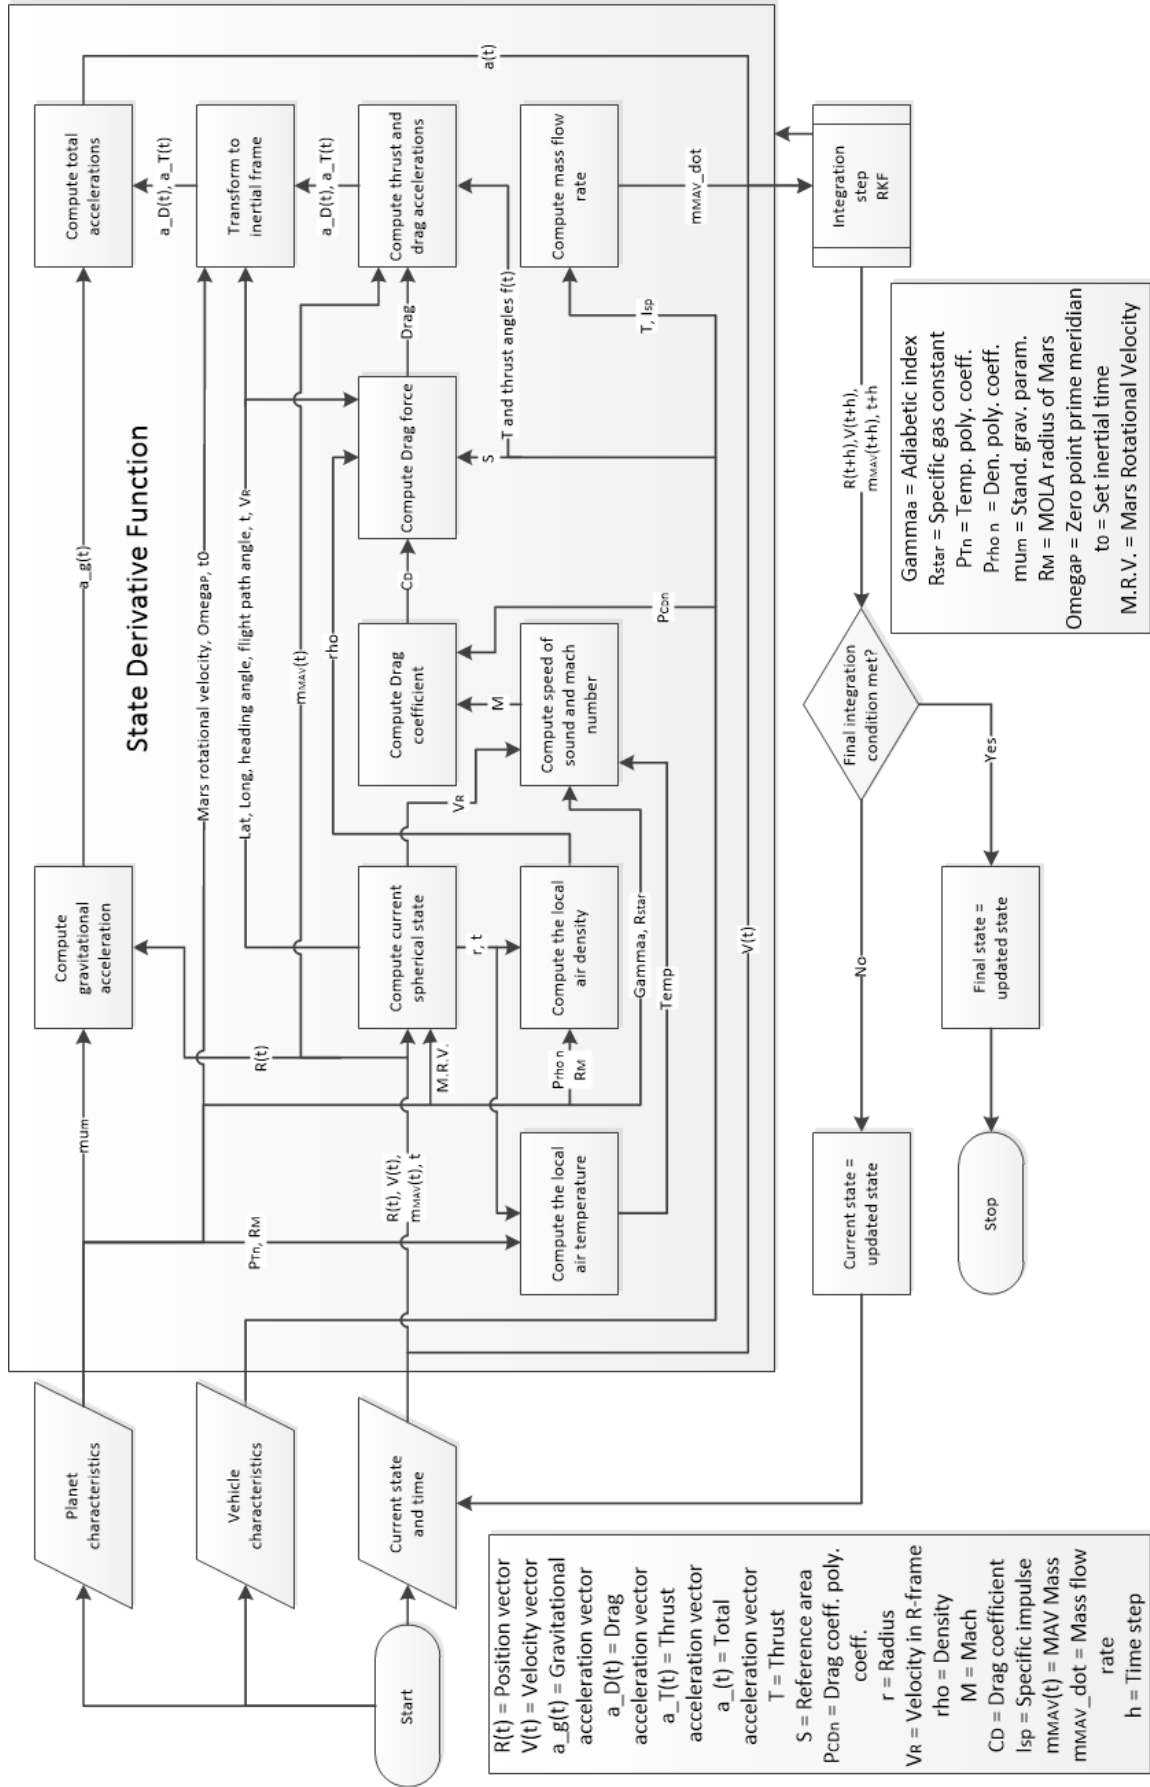 State Derivative Function
Start
Planet
characteristics
Vehicle
characteristics
Current state
and time
mum
PTn, RM
R(t), V(t),
mMAV(t), t
R(t)
M.R.V.
Prho n
RM
Compute
gravitational
acceleration
Compute current
spherical state
r, t
Compute the local
air density
Compute the local
air temperature
Gammaa, Rstar
Temp
VR
a_g(t)
Mars rotational velocity, OmegaP, t0
Lat, Long, heading angle, flight path angle, t, VR
mMAV(t)
rho
Compute Drag
coefficient
M
Compute speed of
sound and mach
number
PCDn
CD
Compute Drag force
S
Drag
T and thrust angles f(t)
T, Isp
Compute total
accelerations
a_D(t), a_T(t)
Transform to
inertial frame
a_D(t), a_T(t)
Compute thrust and
drag accelerations
Compute mass flow
rate
mMAV_dot
a(t)
V(t)
Integration
step
RKF
R(t+h),V(t+h),
mMAV(t+h), t+h
Final integration
condition met?
No
Yes
Current state =
updated state
Final state =
updated state
Stop
R(t) = Position vector
V(t) = Velocity vector
a_g(t) = Gravitational
acceleration vector
a_D(t) = Drag
acceleration vector
a_T(t) = Thrust
acceleration vector
a_(t) = Total
acceleration vector
T = Thrust
S = Reference area
PCDn = Drag coeff. poly.
coeff.
r = Radius
VR = Velocity in R-frame
rho = Density
M = Mach
CD = Drag coefficient
Isp = Specific impulse
mMAV(t) = MAV Mass
mMAV_dot = Mass flow
rate
h = Time step
Gammaa = Adiabetic index
Rstar = Specific gas constant
PTn = Temp. poly. coeff.
Prho n = Den. poly. coeff.
mum = Stand. grav. param.
RM = MOLA radius of Mars
OmegaP = Zero point prime meridian
to = Set inertial time
M.R.V. = Mars Rotational Velocity